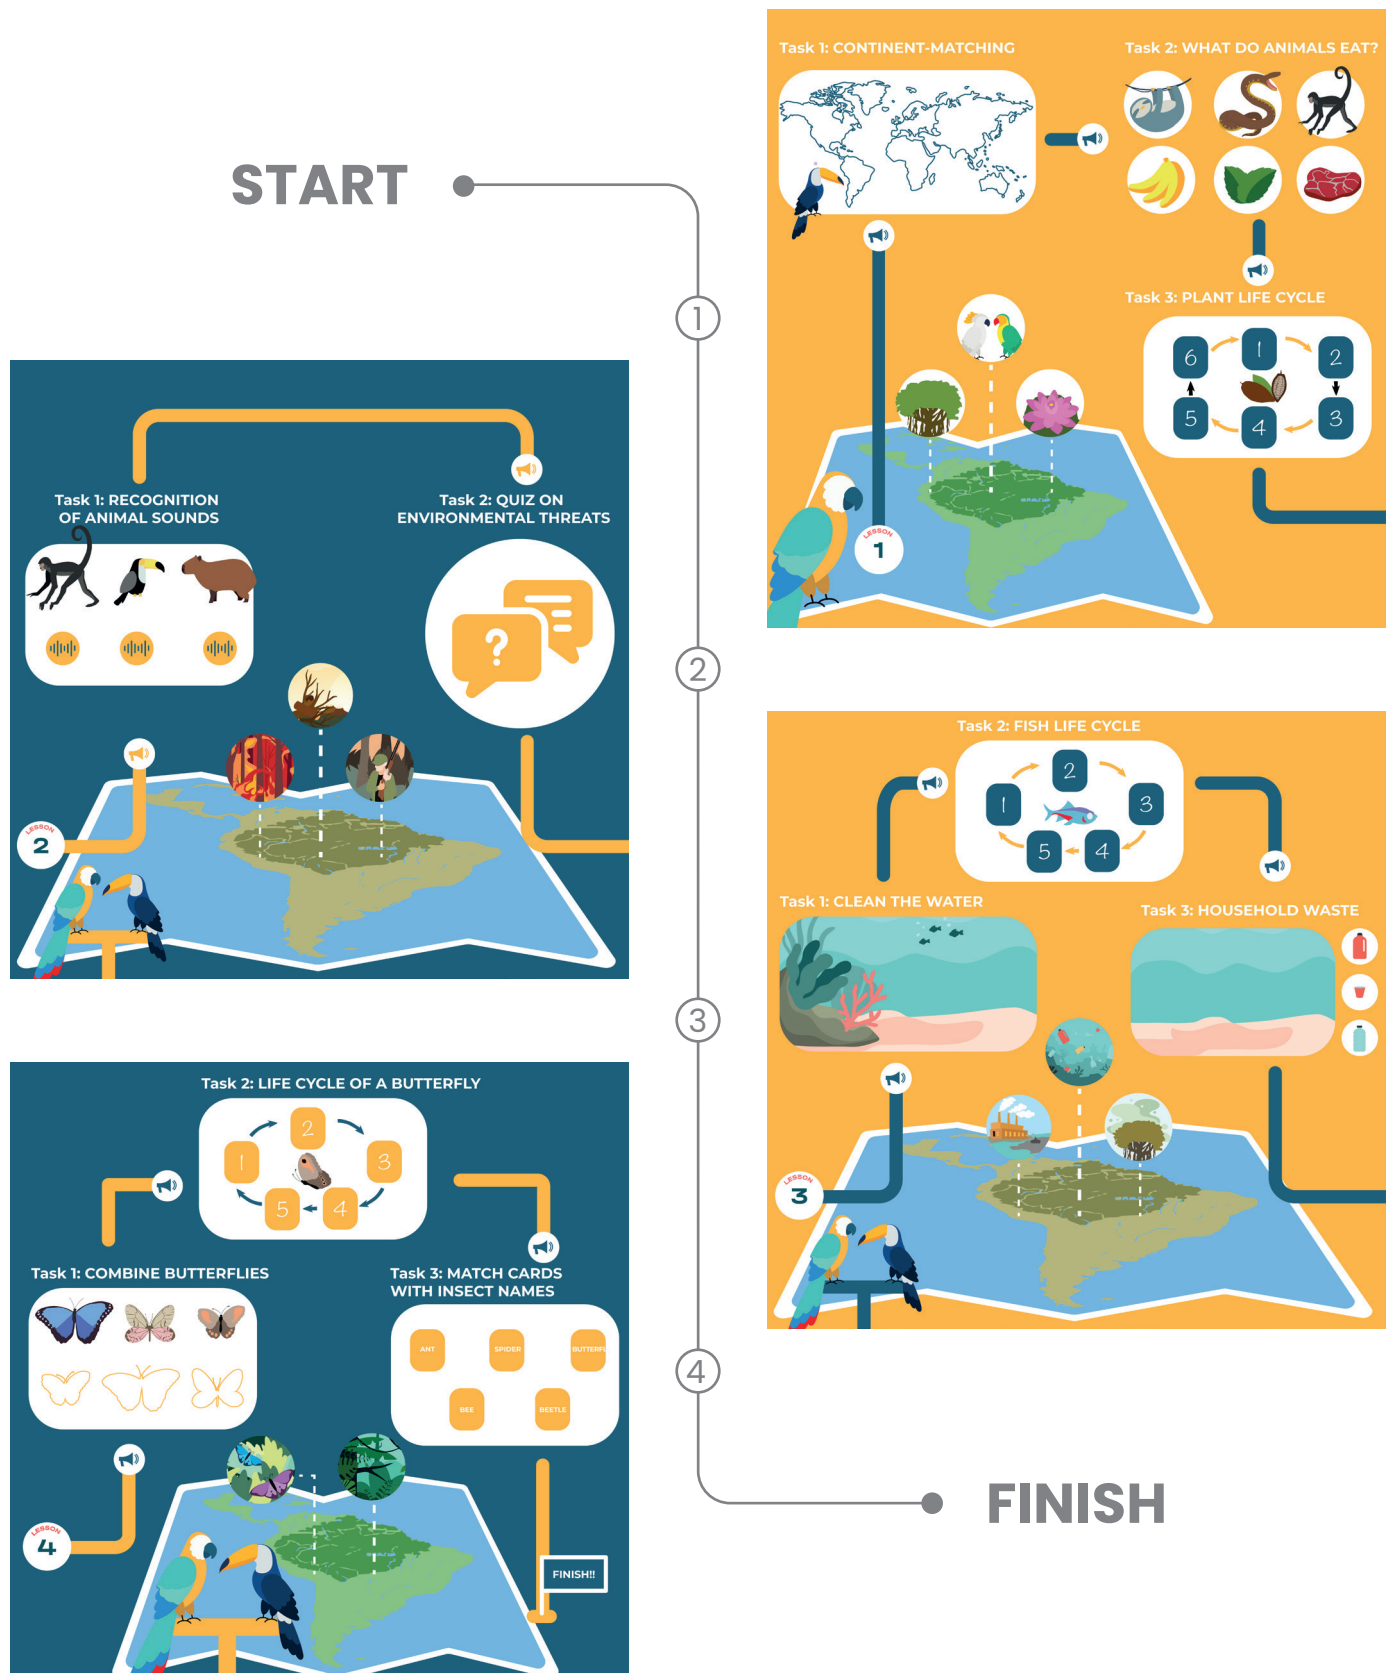 START
1
Task 1: CONTINENT-MATCHING
Task 2: WHAT DO ANIMALS EAT?
Task 3: PLANT LIFE CYCLE
1
2
3
4
5
6
LESSON
1
2
Task 1: RECOGNITION
OF ANIMAL SOUNDS
Task 2: QUIZ ON
ENVIRONMENTAL THREATS
?
LESSON
2
3
Task 1: CLEAN THE WATER
Task 2: FISH LIFE CYCLE
1
2
3
4
5
Task 3: HOUSEHOLD WASTE
LESSON
3
4
Task 1: COMBINE BUTTERFLIES
Task 2: LIFE CYCLE OF A BUTTERFLY
1
2
3
4
5
Task 3: MATCH CARDS
WITH INSECT NAMES
ANT
SPIDER
BUTTERFL
BEE
BEETLE
LESSON
4
FINISH!!
FINISH